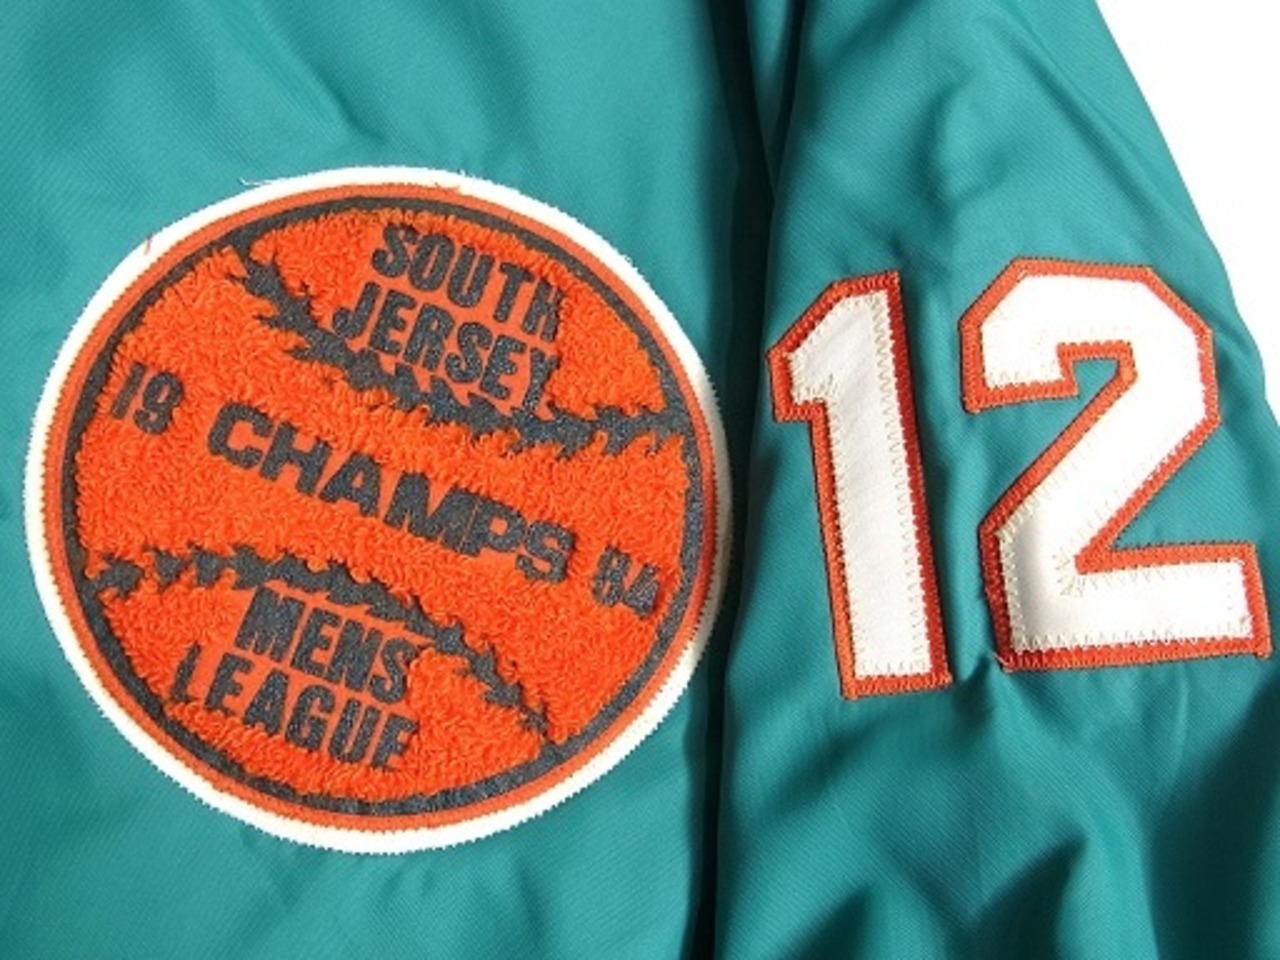 SOUTH
JERSEY
19 CHAMPS 84
MENS
LEAGUE
12